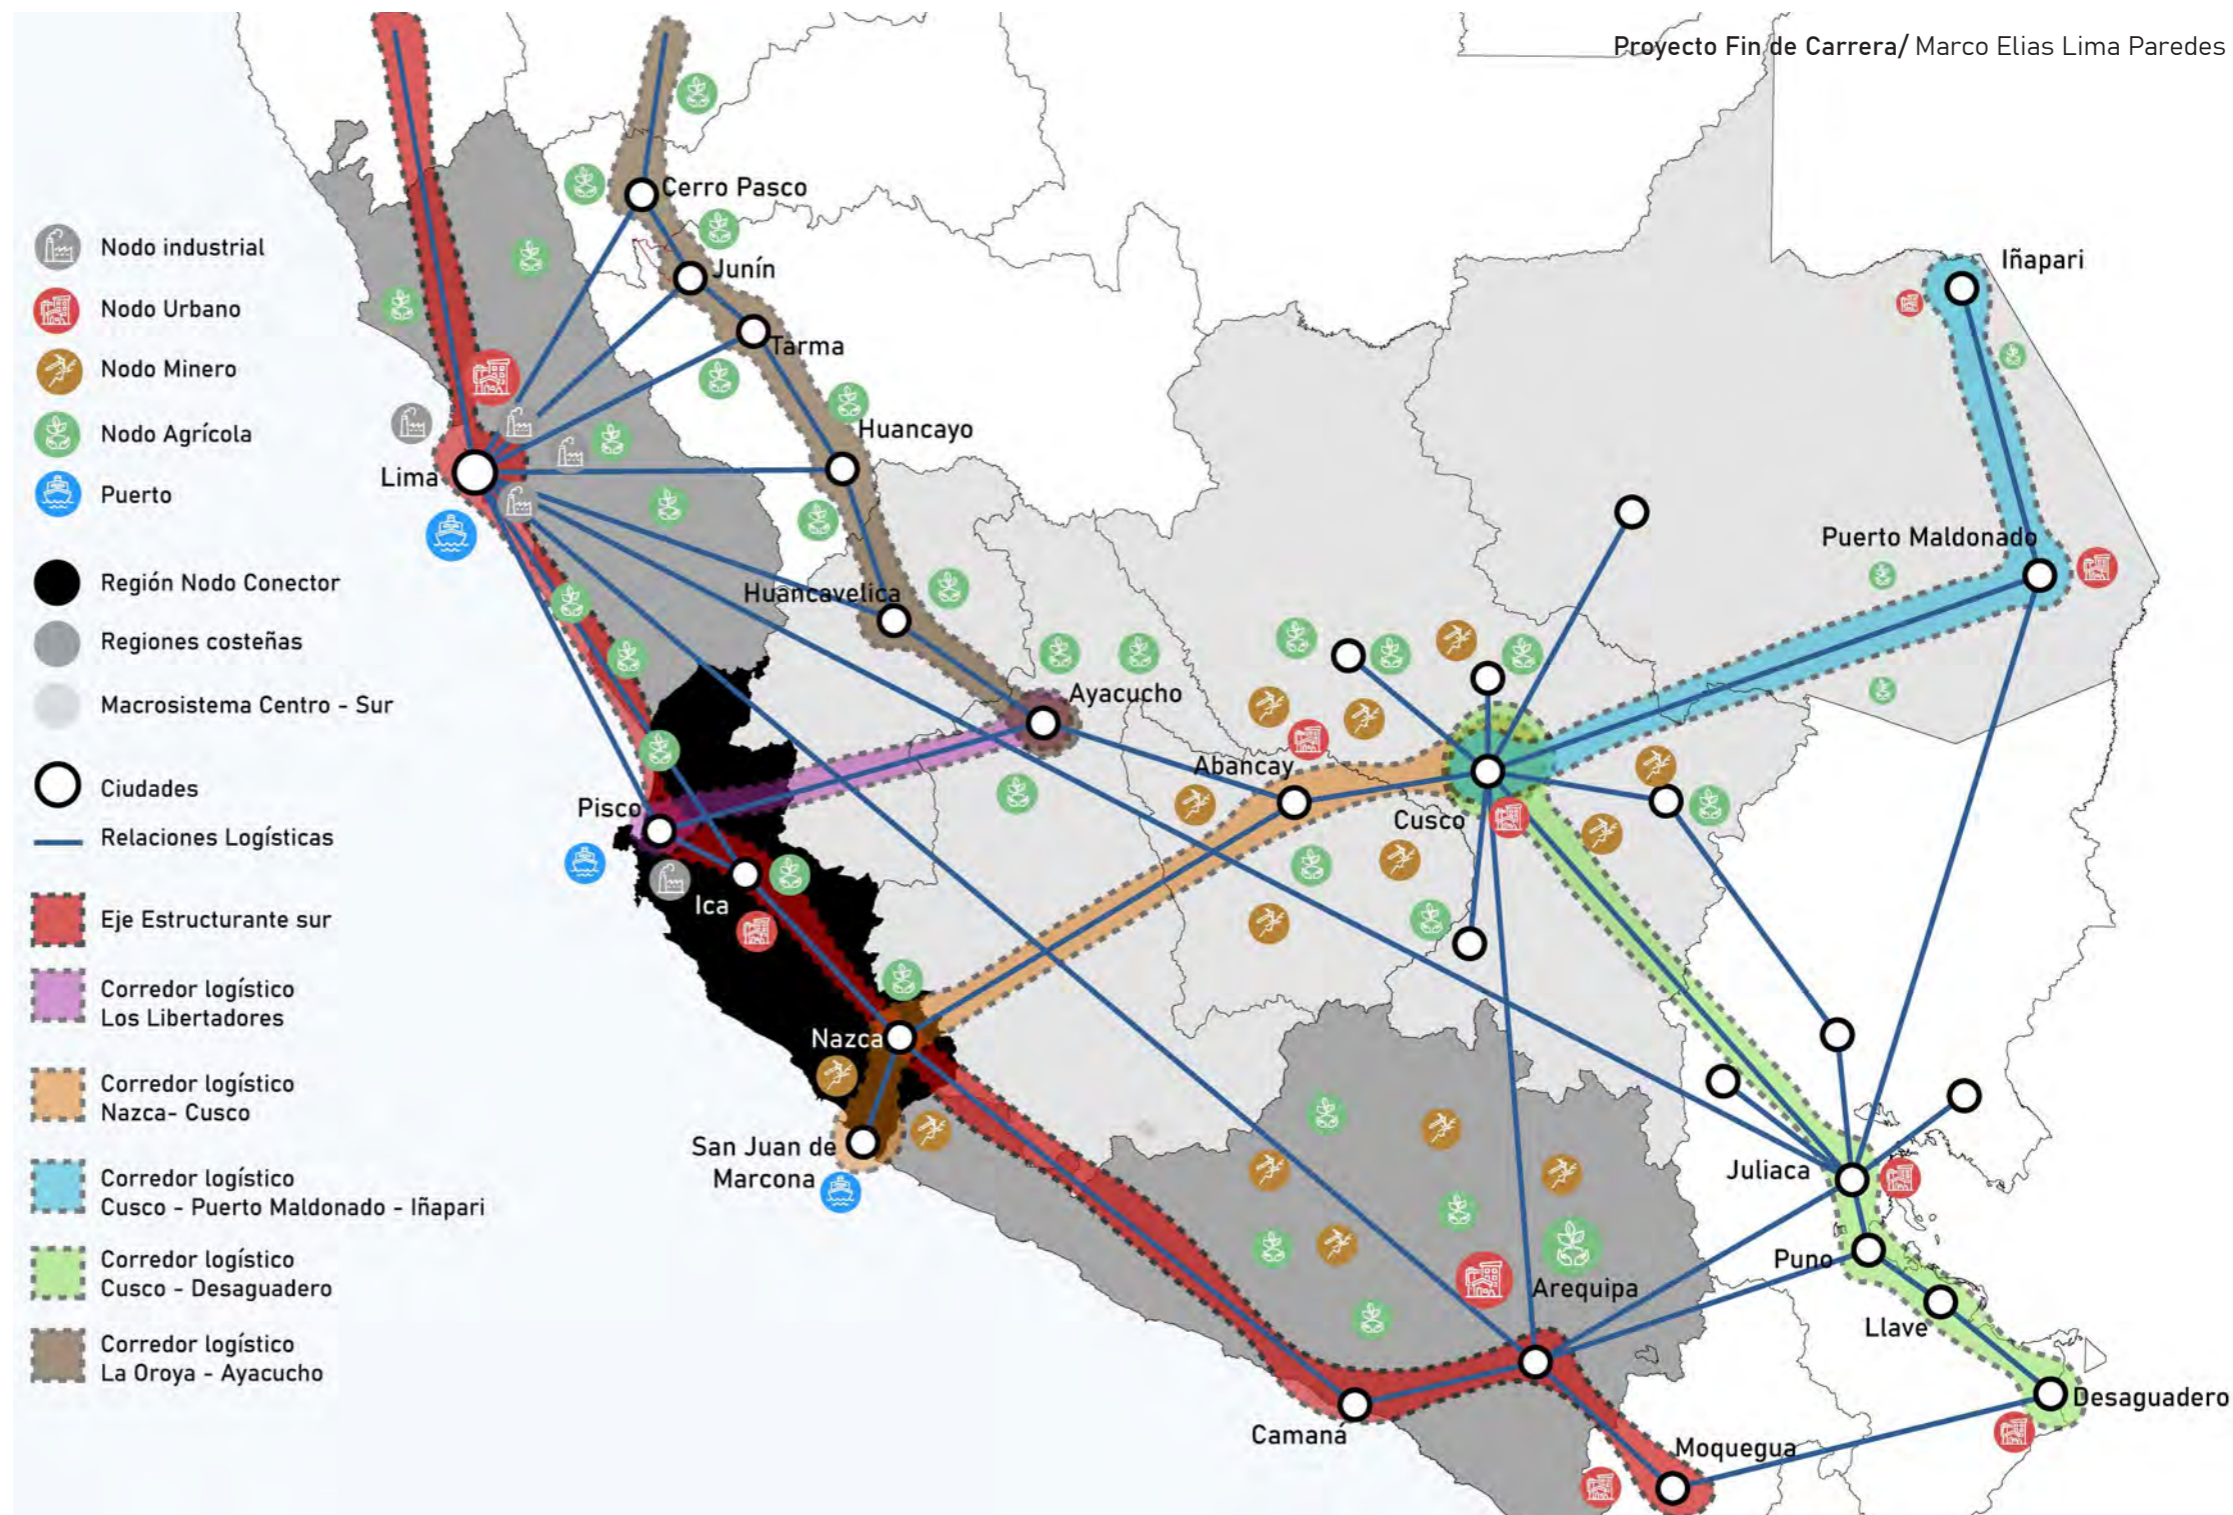 Proyecto Fin de Carrera/ Marco Elias Lima Paredes
Nodo industrial
Nodo Urbano
Nodo Minero
Nodo Agrícola
Puerto
Región Nodo Conector
Regiones costeñas
Macrosistema Centro - Sur
Ciudades
Relaciones Logísticas
Eje Estructurante sur
Corredor logístico
Los Libertadores
Corredor logístico
Nazca- Cusco
Corredor logístico
Cusco - Puerto Maldonado - Iñapari
Corredor logístico
Cusco - Desaguadero
Corredor logístico
La Oroya - Ayacucho
Cerro Pasco
Junín
Iñapari
Tarma
Huancayo
Lima
Puerto Maldonado
Huancavelica
Ayacucho
Abancay
Pisco
Cusco
Ica
Nazca
San Juan de
Marcona
Juliaca
Puno
Arequipa
Llave
Desaguadero
Camaná
Moquegua